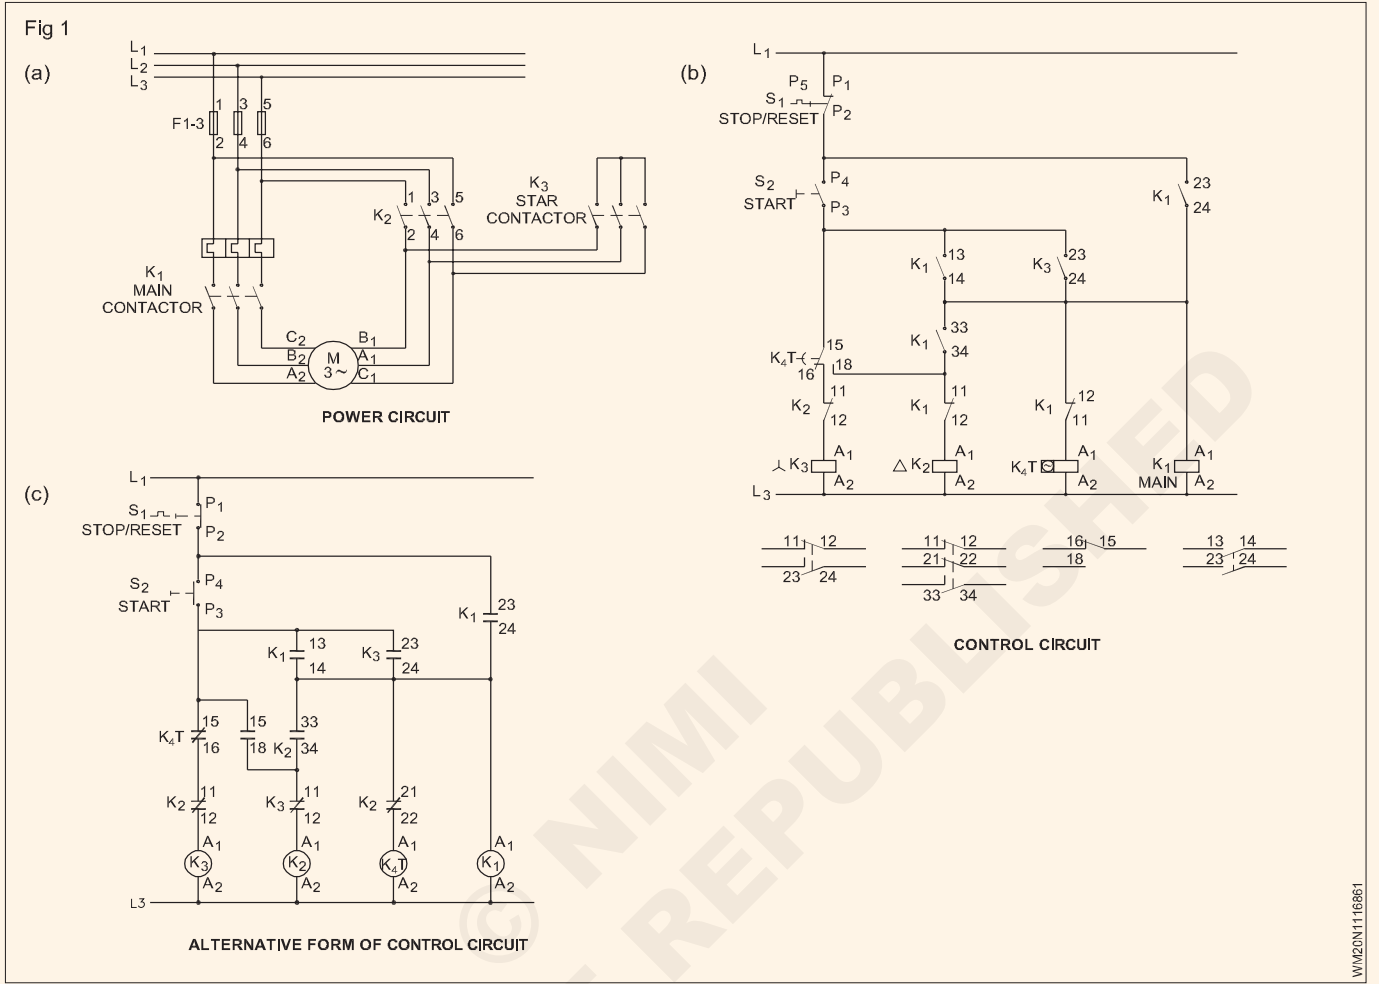 Fig 1
(a)
L1
L2
L3
1 3 5
F1-3
2 4 6
K3
STAR
CONTACTOR
1 3 5
K2
2 4 6
K1
MAIN
CONTACTOR
C2 B1
B2 A1
A2 C1
M
3~
POWER CIRCUIT
(b)
L1
P5 P1
S1
P2
STOP/RESET
S2 P4
START P3
K1 23
24
K1 13
14
K3 23
24
K1 33
34
K4T 15
16 18
K2 11
12
K1 11
12
K1 12
11
K3 A1
A2
△ K2 A1
A2
K4T A1
A2
K1 A1
MAIN A2
L3
11 12
23 24
11 12
21 22
33 34
16 15
18
13 14
23 24
CONTROL CIRCUIT
(c)
L1
S1 P1
STOP/RESET P2
S2 P4
START P3
K1 23
24
K1 13
14
K3 23
24
K4T 15
16
15
18
33
K2 34
K2 11
12
K3 11
12
K2 21
22
K3 A1
A2
K2 A1
A2
K4T A1
A2
K1 A1
A2
L3
ALTERNATIVE FORM OF CONTROL CIRCUIT
© NIMI
REPUBLISHED
WM20N1116861